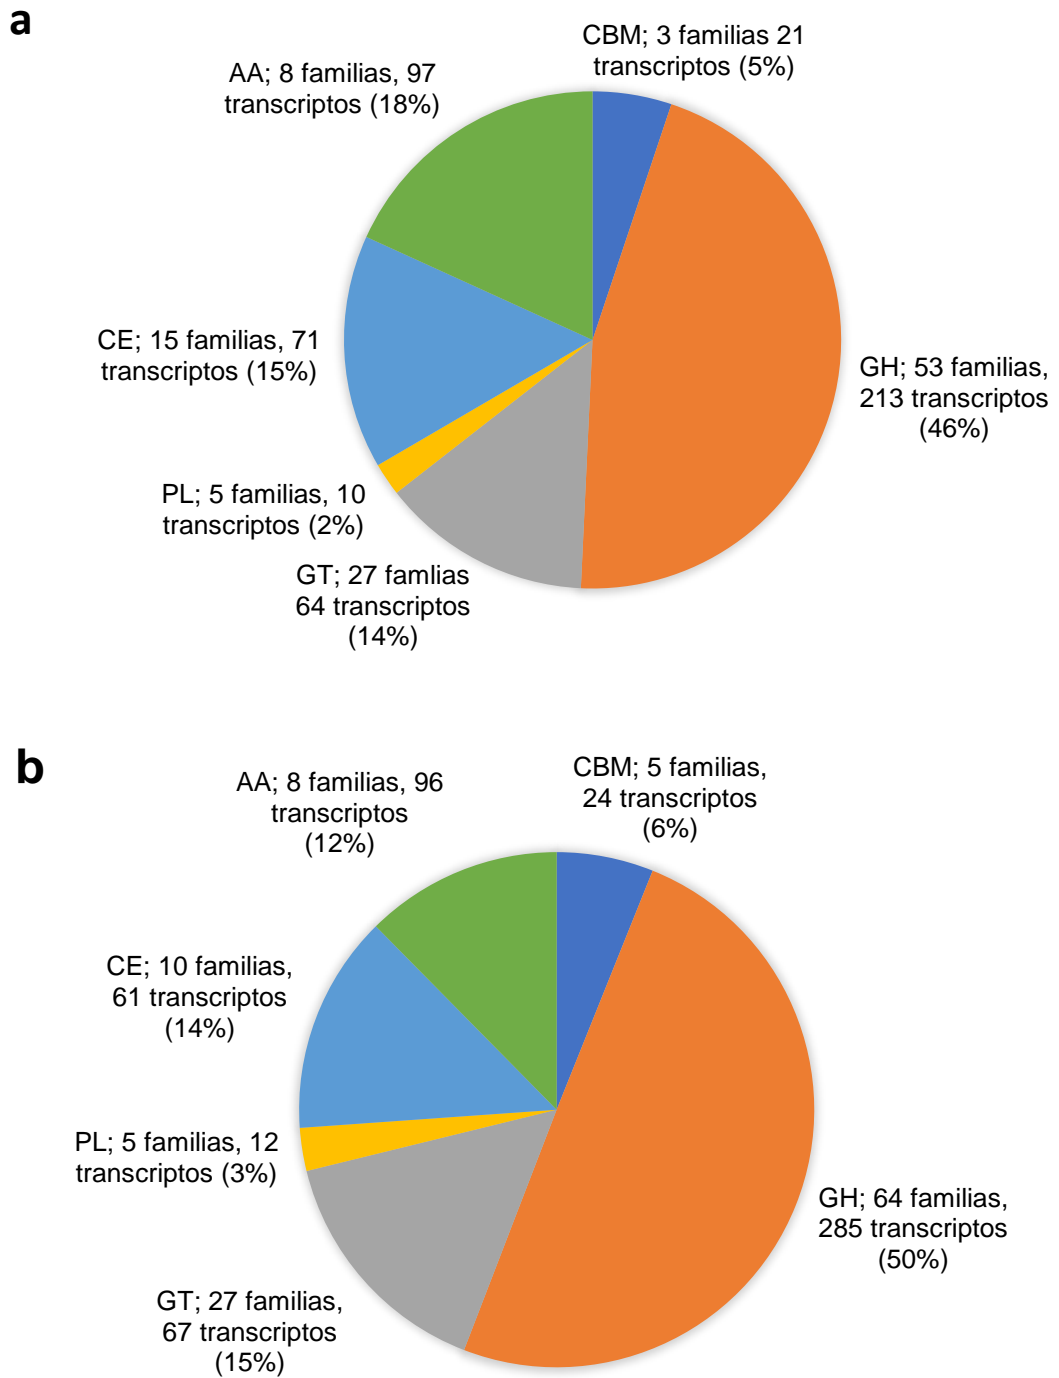 a
CBM; 3 familias 21
transcriptos (5%)
AA; 8 familias, 97
transcriptos (18%)
CE; 15 familias, 71
transcriptos (15%)
GH; 53 familias,
213 transcriptos
(46%)
PL; 5 familias, 10
transcriptos (2%)
GT; 27 famlias
64 transcriptos
(14%)
b
CBM; 5 familias,
24 transcriptos
(6%)
AA; 8 familias, 96
transcriptos
(12%)
CE; 10 familias,
61 transcriptos
(14%)
PL; 5 familias, 12
transcriptos (3%)
GH; 64 familias,
285 transcriptos
(50%)
GT; 27 familias,
67 transcriptos
(15%)